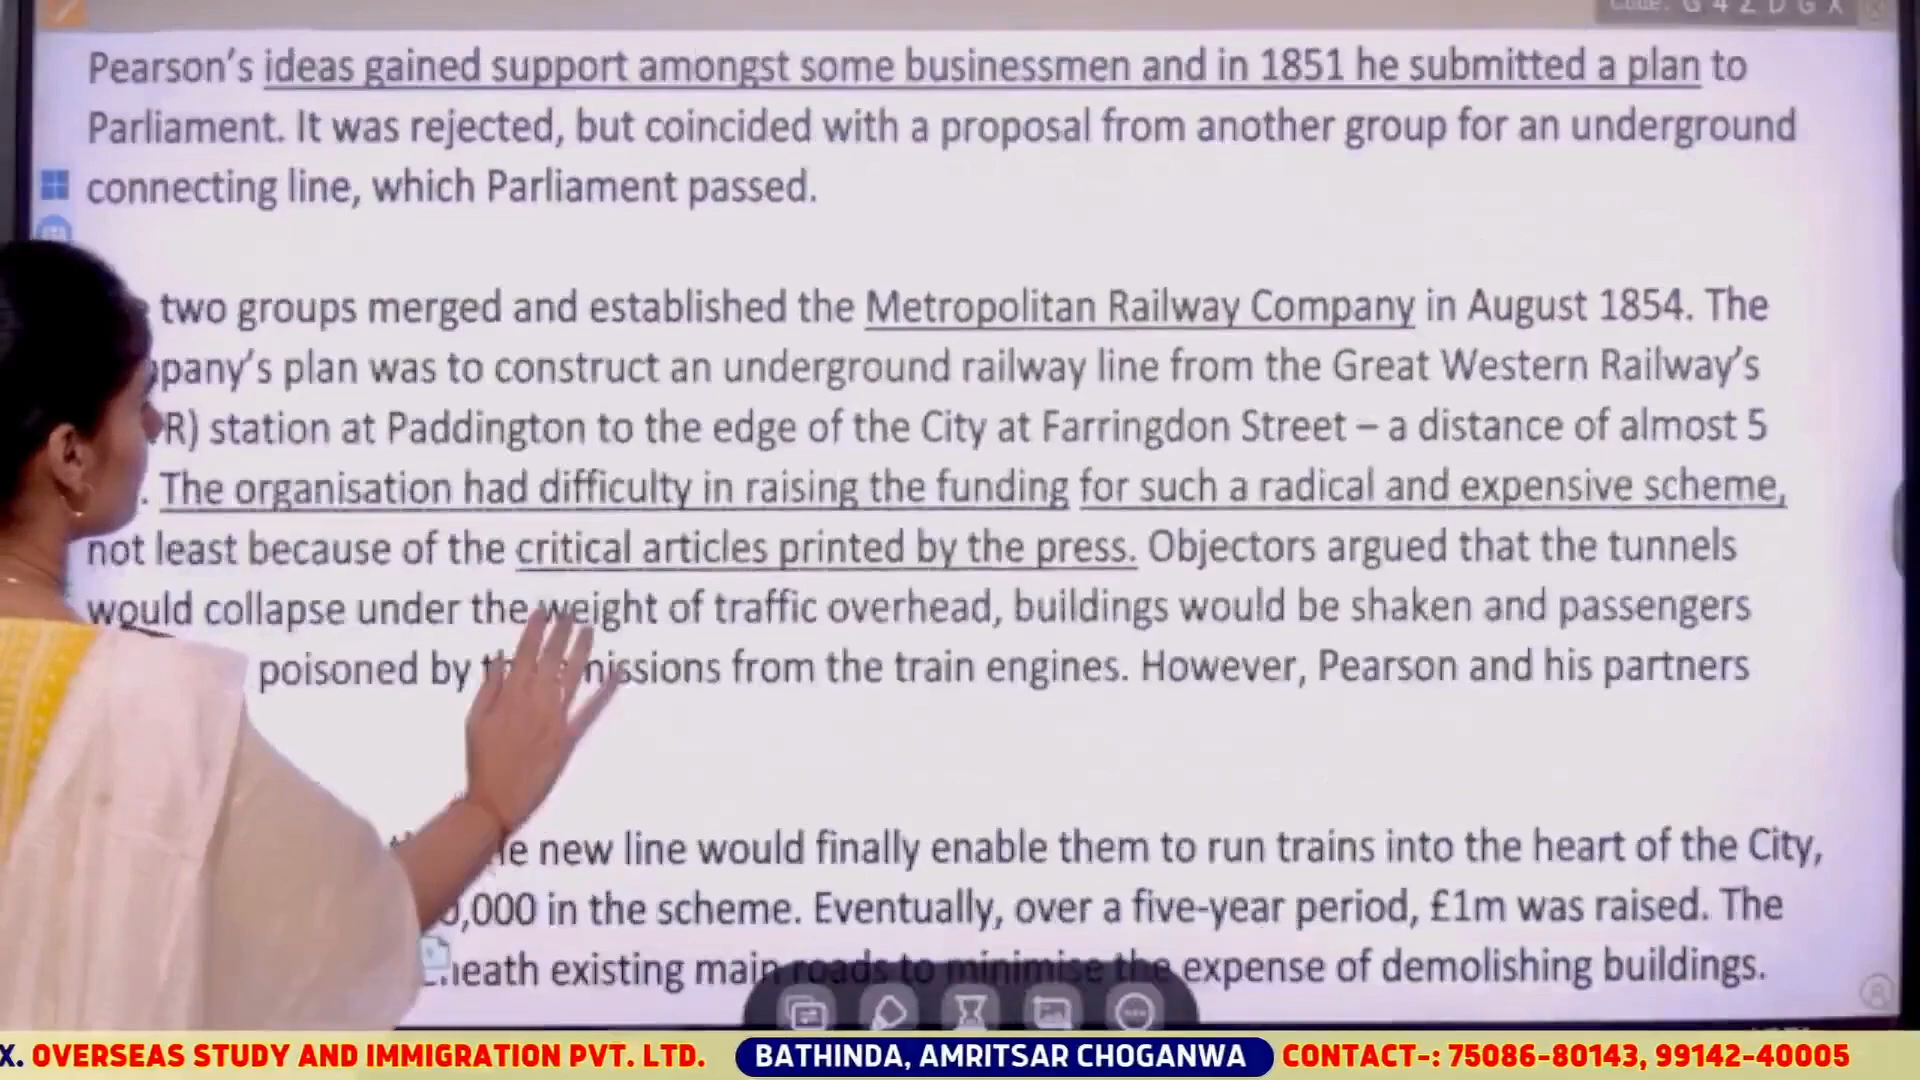 Code: G 4 Z D G X
Pearson's ideas gained support amongst some businessmen and in 1851 he submitted a plan to
Parliament. It was rejected, but coincided with a proposal from another group for an underground
connecting line, which Parliament passed.
two groups merged and established the Metropolitan Railway Company in August 1854. The
pany's plan was to construct an underground railway line from the Great Western Railway's
R) station at Paddington to the edge of the City at Farringdon Street – a distance of almost 5
. The organisation had difficulty in raising the funding for such a radical and expensive scheme,
not least because of the critical articles printed by the press. Objectors argued that the tunnels
would collapse under the weight of traffic overhead, buildings would be shaken and passengers
poisoned by missions from the train engines. However, Pearson and his partners
new line would finally enable them to run trains into the heart of the City,
,000 in the scheme. Eventually, over a five-year period, £1m was raised. The
neath existing main roads to minimise the expense of demolishing buildings.
X. OVERSEAS STUDY AND IMMIGRATION PVT. LTD. BATHINDA, AMRITSAR CHOGANWA CONTACT-: 75086-80143, 99142-40005